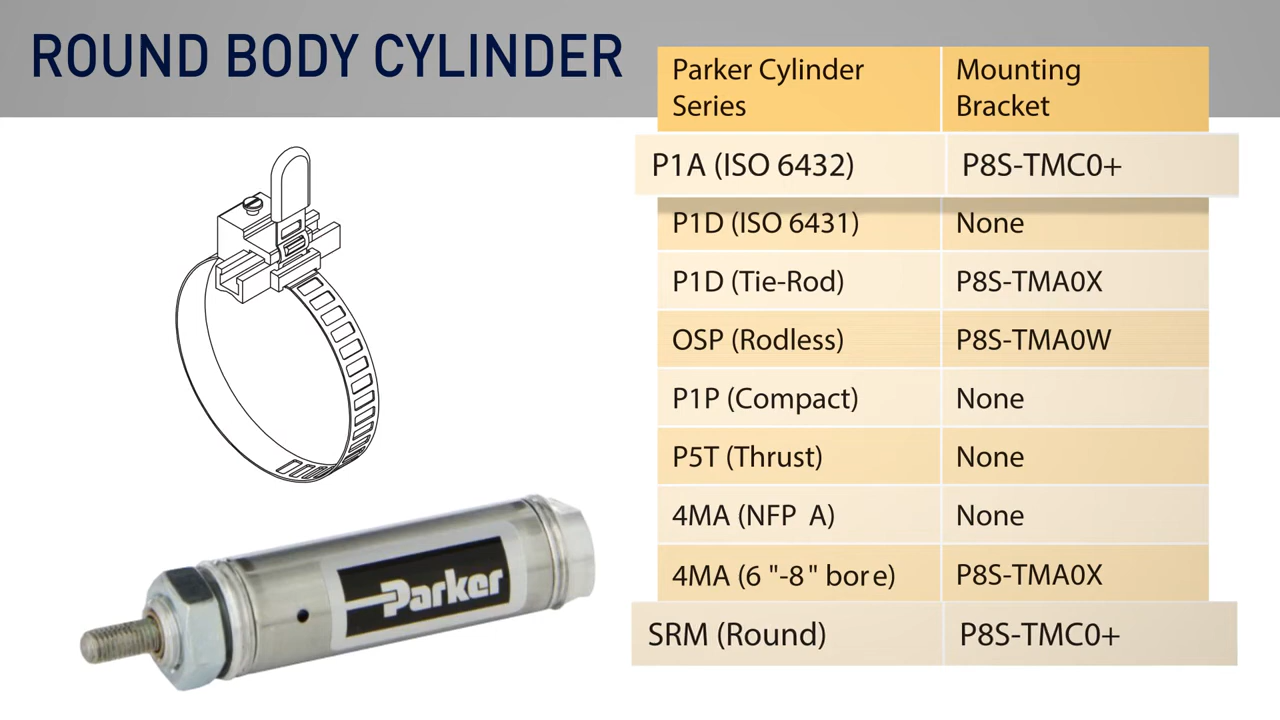 ROUND BODY CYLINDER
Parker Cylinder Series
Mounting Bracket
P1A (ISO 6432) P8S-TMC0+
P1D (ISO 6431) None
P1D (Tie-Rod) P8S-TMA0X
OSP (Rodless) P8S-TMA0W
P1P (Compact) None
P5T (Thrust) None
4MA (NFP A) None
4MA (6 "-8" bore) P8S-TMA0X
SRM (Round) P8S-TMC0+
Parker